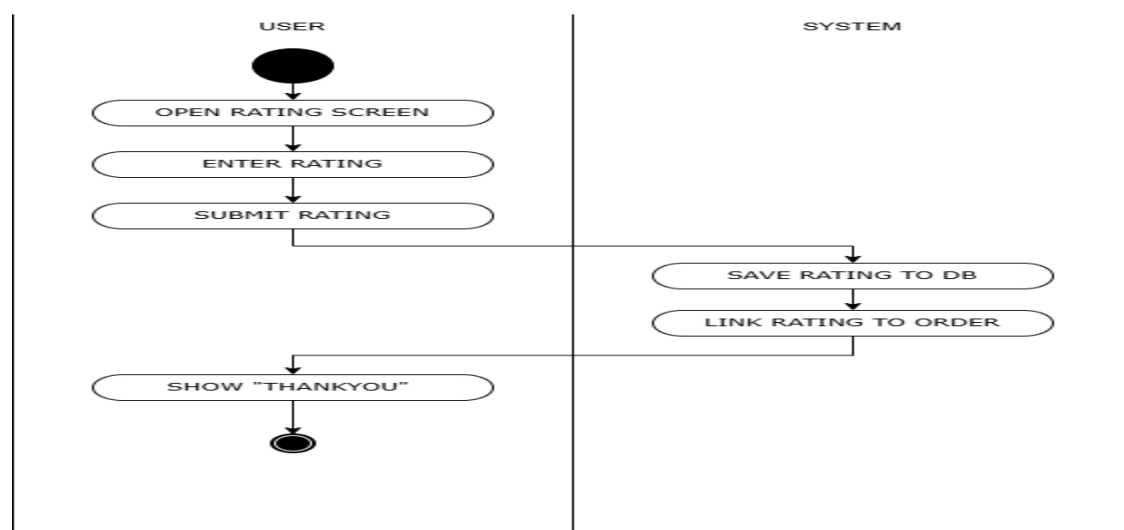 USER
SYSTEM
OPEN RATING SCREEN
ENTER RATING
SUBMIT RATING
SAVE RATING TO DB
LINK RATING TO ORDER
SHOW "THANKYOU"